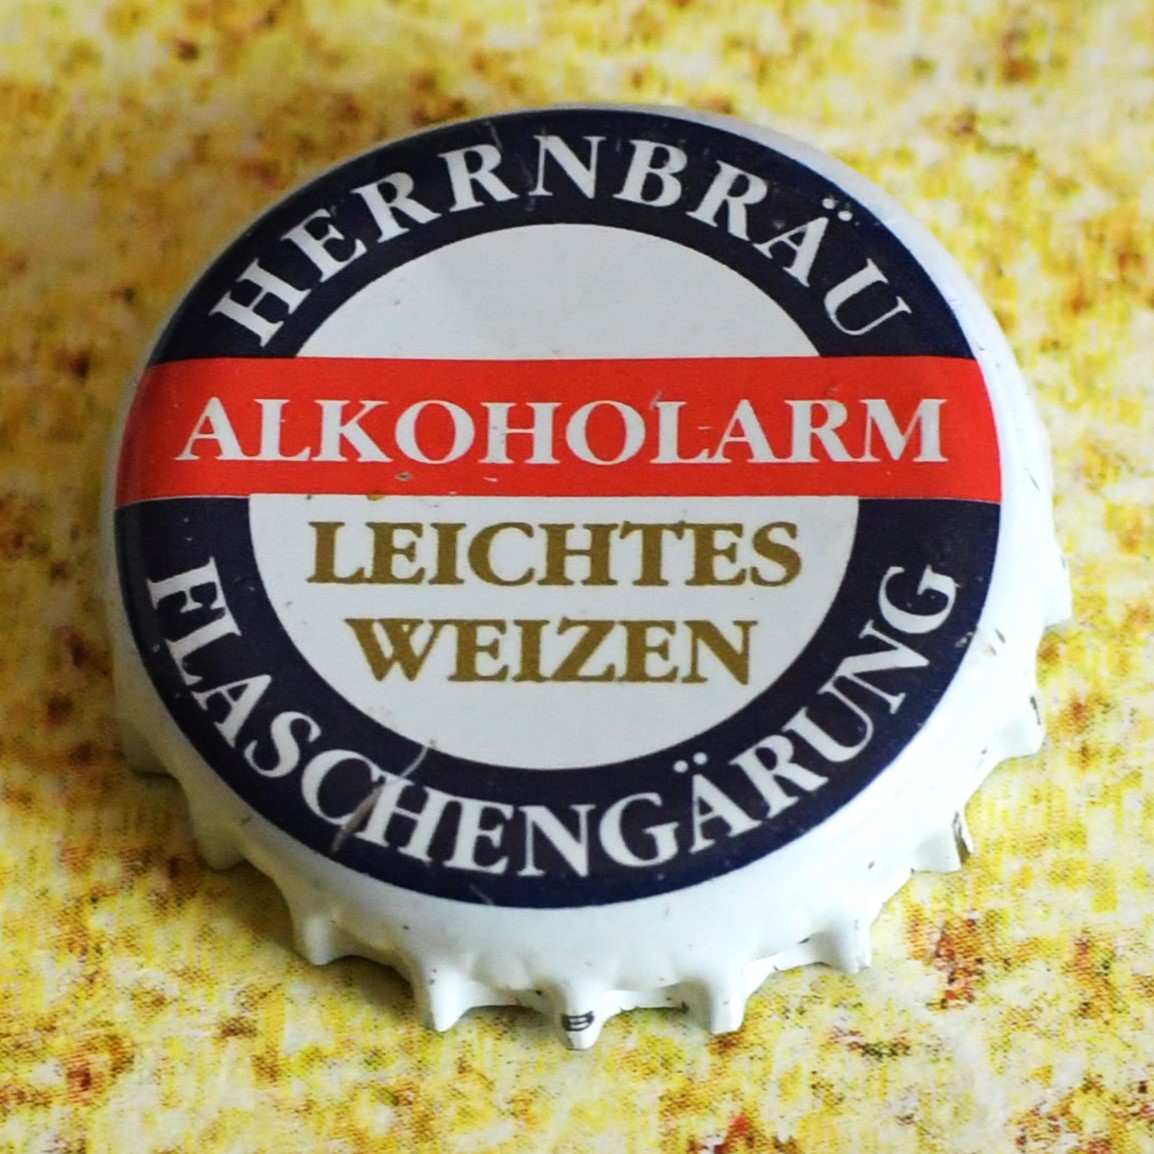 HERRNBRÄU
ALKOHOLARM
LEICHTES
WEIZEN
FLASCHENGÄRUNG
B